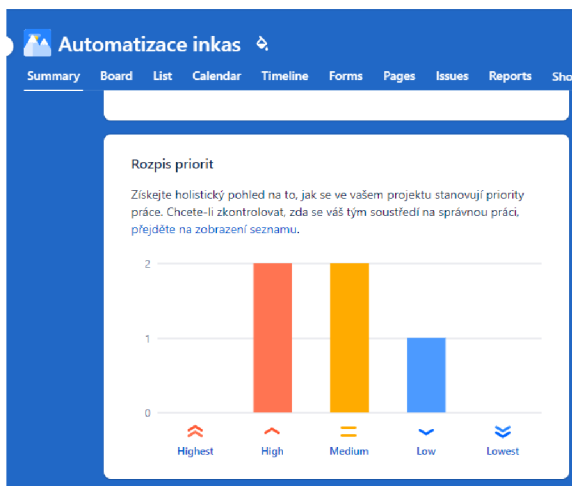 Automatizace inkas
Summary Board List Calendar Timeline Forms Pages Issues Reports Sho
Rozpis priorit
Získejte holistický pohled na to, jak se ve vašem projektu stanovují priority
práce. Chcete-li zkontrolovat, zda se váš tým soustředí na správnou práci,
přejděte na zobrazení seznamu.
2
1
0
Highest High Medium Low Lowest